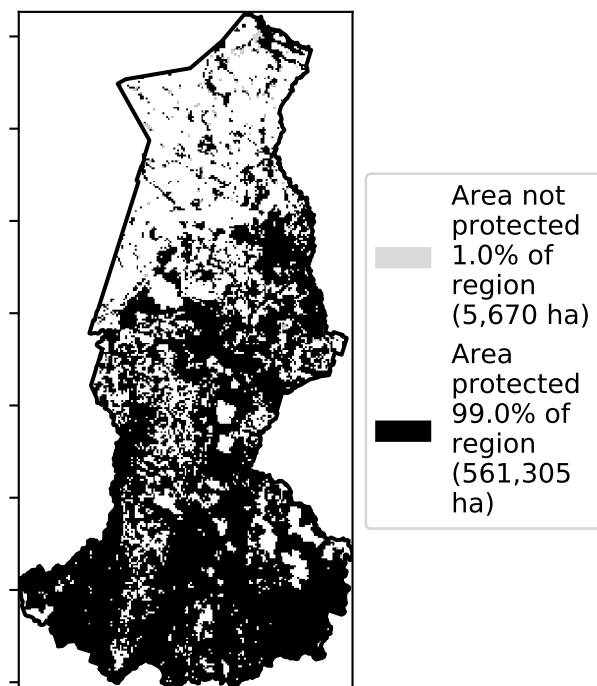 Area not
protected
1.0% of
region
(5,670 ha)
Area
protected
99.0% of
region
(561,305
ha)